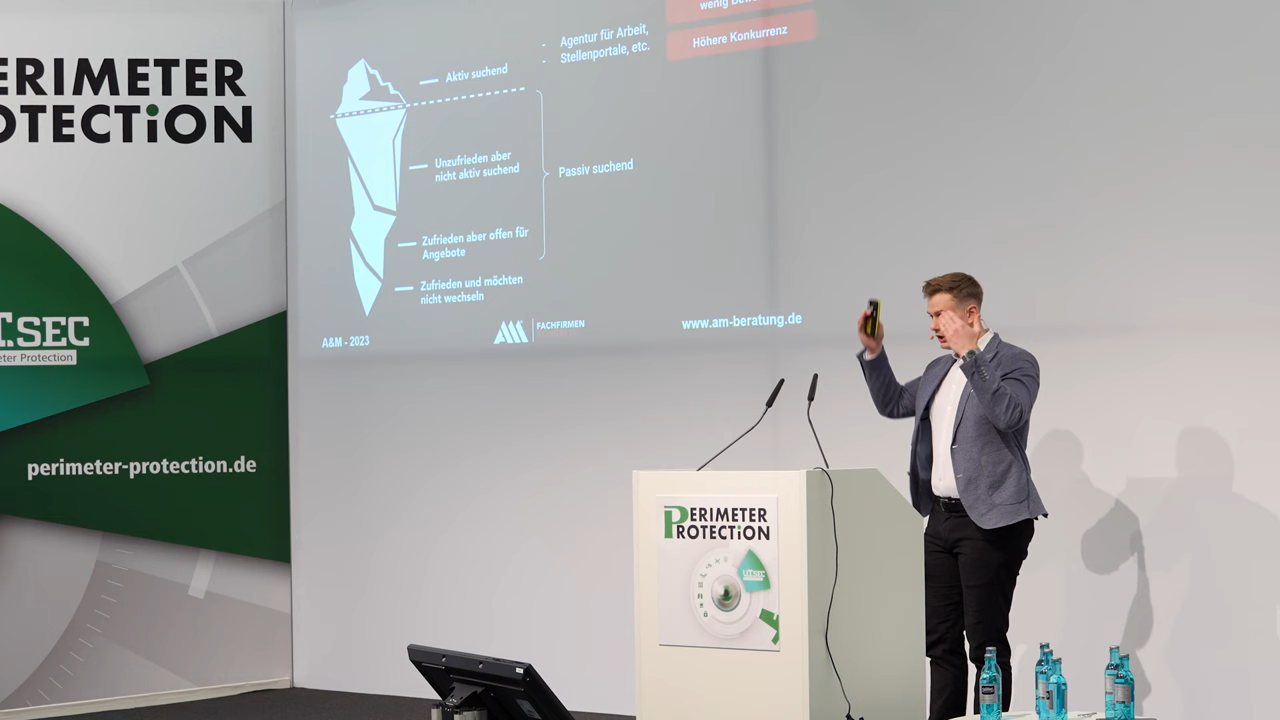 ERIMETER
OTECTiON
.SEC
eter Protection
perimeter-protection.de
wenig
Höhere Konkurrenz
- Agentur für Arbeit,
- Stellenportale, etc.
Aktiv suchend
Unzufrieden aber
nicht aktiv suchend
Passiv suchend
Zufrieden aber offen für
Angebote
Zufrieden und möchten
nicht wechseln
A&M - 2023
FACHFIRMEN
www.am-beratung.de
PERIMETER
PROTECTiON